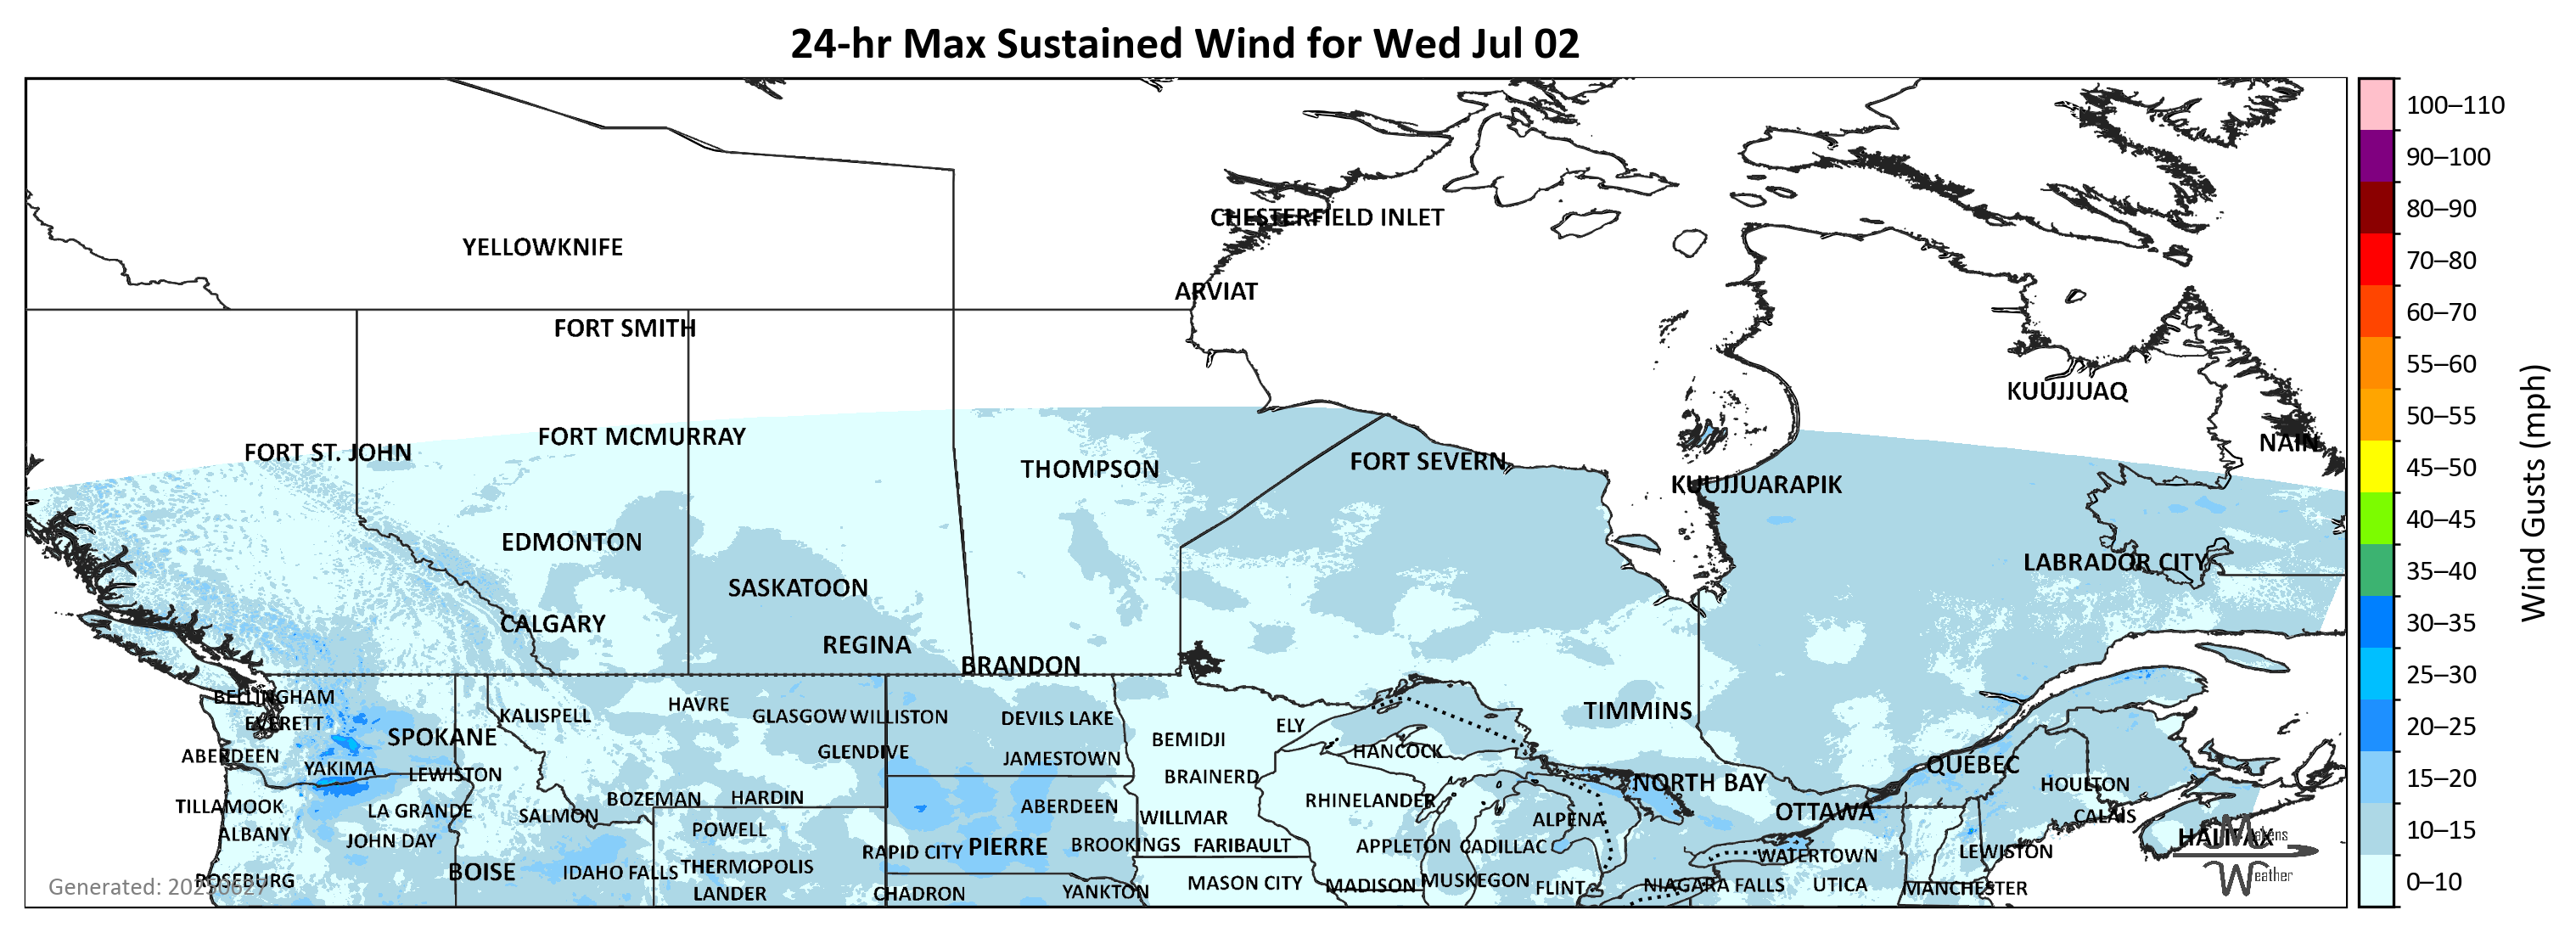 24-hr Max Sustained Wind for Wed Jul 02
100–110
90–100
80–90
70–80
60–70
55–60
50–55
45–50
40–45
35–40
30–35
25–30
20–25
15–20
10–15
0–10
Wind Gusts (mph)
CHESTERFIELD INLET
YELLOWKNIFE
ARVIAT
FORT SMITH
KUUJJUAQ
FORT MCMURRAY
NAIN
FORT ST. JOHN
FORT SEVERN
THOMPSON
KUUJJUARAPIK
EDMONTON
LABRADOR CITY
SASKATOON
CALGARY
REGINA
BRANDON
BELLINGHAM
HAVRE
TIMMINS
KALISPELL
GLASGOW
WILLISTON
DEVILS LAKE
EVERETT
ELY
SPOKANE
BEMIDJI
HANCOCK
GLENDIVE
ABERDEEN
JAMESTOWN
QUÉBEC
YAKIMA
LEWISTON
BRAINERD
NORTH BAY
HOULTON
BOZEMAN
HARDIN
RHINELANDER
TILLAMOOK
ABERDEEN
LA GRANDE
OTTAWA
SALMON
CALAIS
WILLMAR
ALPENA
POWELL
ALBANY
HALIFAX
Makens
JOHN DAY
BROOKINGS
FARIBAULT
APPLETON
CADILLAC
PIERRE
RAPID CITY
LEWISTON
WATERTOWN
THERMOPOLIS
BOISE
IDAHO FALLS
Weather
ROSEBURG
MASON CITY
MADISON
MUSKEGON
NIAGARA FALLS
UTICA
FLINT
MANCHESTER
Generated: 20250627
LANDER
CHADRON
YANKTON